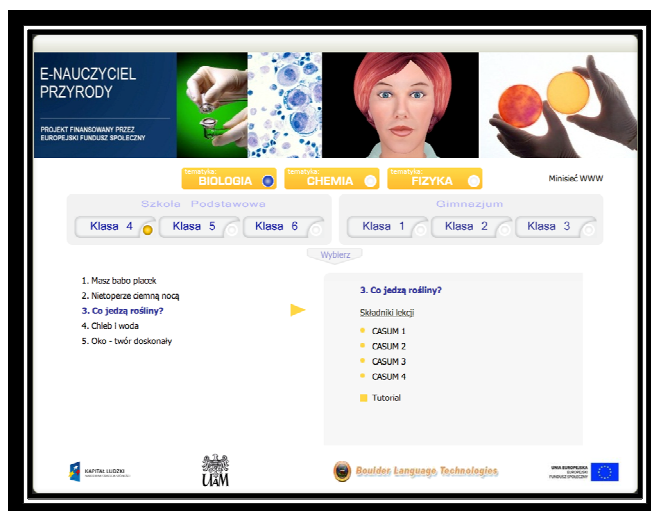 E-NAUCZYCIEL
PRZYRODY
PROJEKT FINANSOWANY PRZEZ
EUROPEJSKI FUNDUSZ SPOŁECZNY
tematyka:
BIOLOGIA
tematyka:
CHEMIA
tematyka:
FIZYKA
Minisieć WWW
Szkoła Podstawowa
Gimnazjum
Klasa 4
Klasa 5
Klasa 6
Klasa 1
Klasa 2
Klasa 3
Wybierz
1. Masz babo placek
2. Nietoperze ciemną nocą
3. Co jedzą rośliny?
4. Chleb i woda
5. Oko - twór doskonały
3. Co jedzą rośliny?
Składniki lekcji
CASUM 1
CASUM 2
CASUM 3
CASUM 4
Tutorial
KAPITAŁ LUDZKI
UAM
Boulder Language Technologies
UNIA EUROPEJSKA
EUROPEJSKI
FUNDUSZ SPOŁECZNY